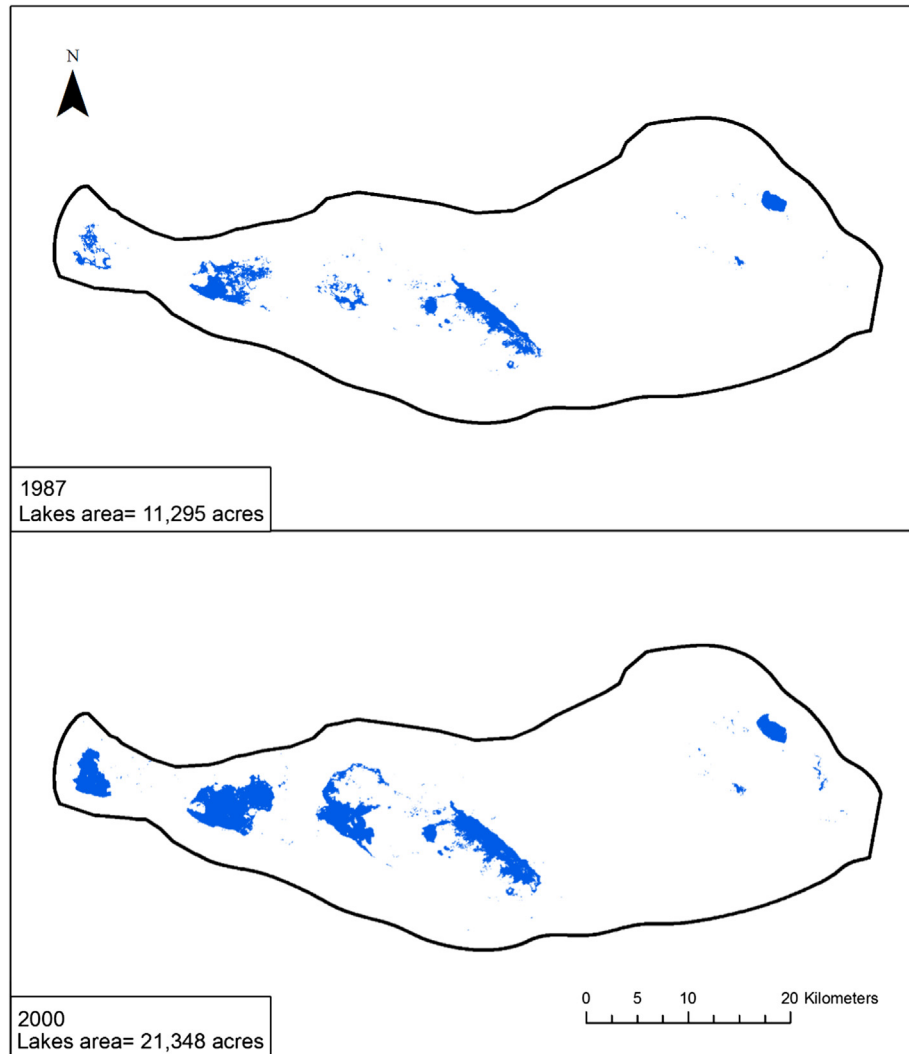 N
1987
Lakes area= 11,295 acres
0 5 10 20 Kilometers
2000
Lakes area= 21,348 acres